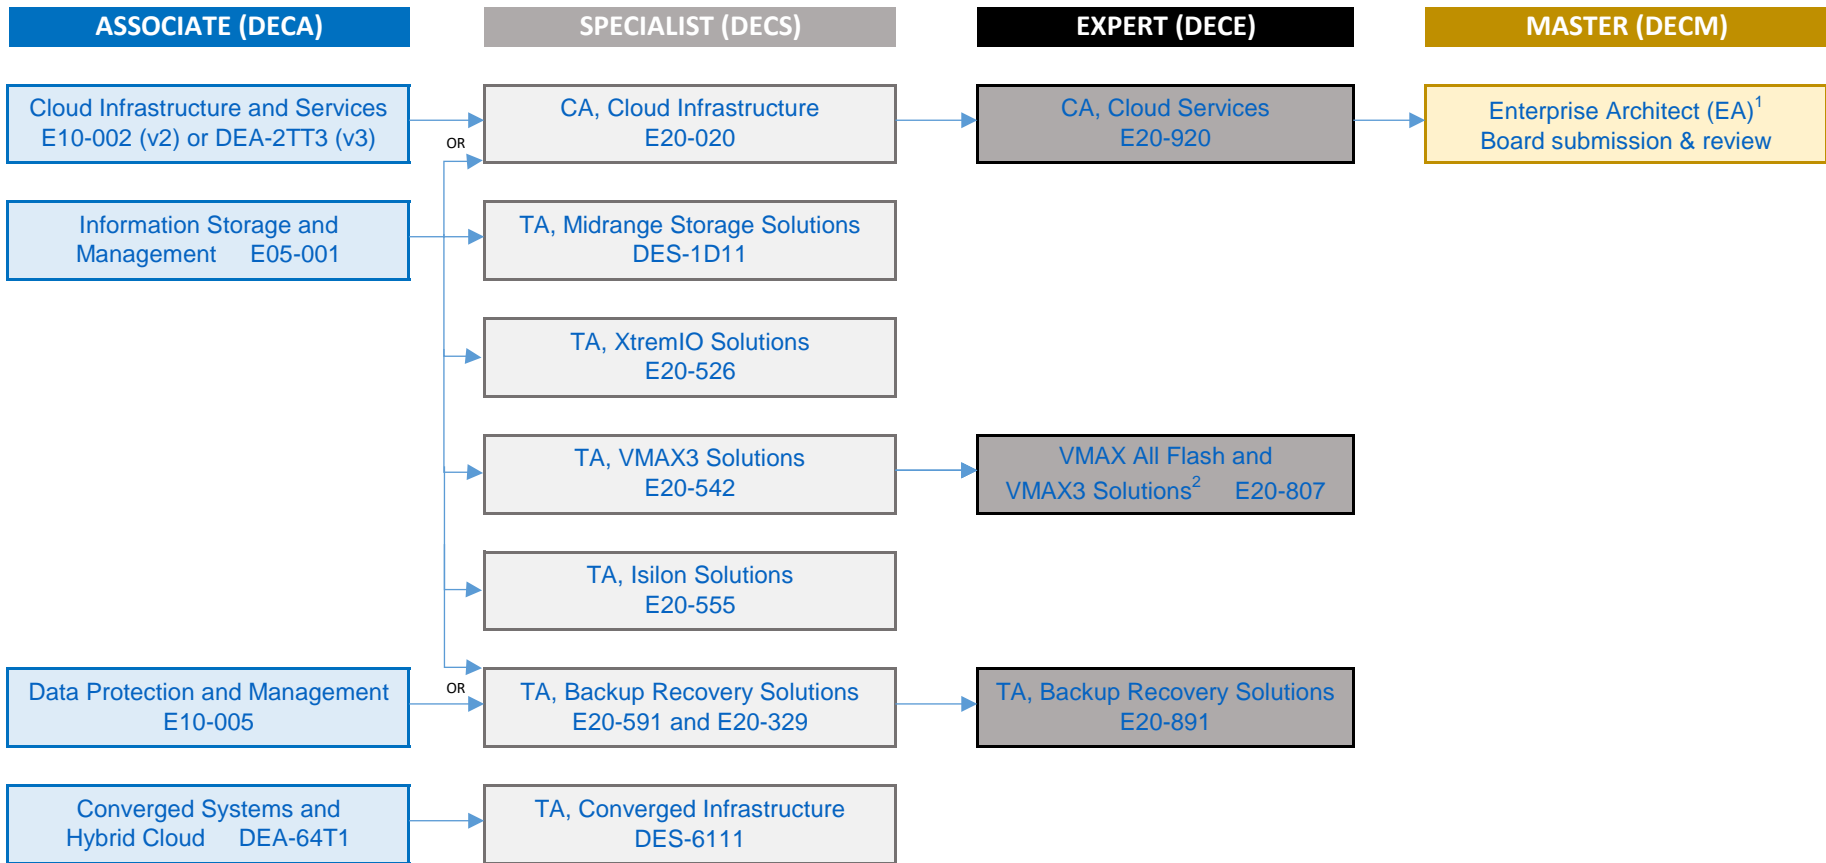 ASSOCIATE (DECA)
SPECIALIST (DECS)
EXPERT (DECE)
MASTER (DECM)
Cloud Infrastructure and Services
E10-002 (v2) or DEA-2TT3 (v3)
OR
CA, Cloud Infrastructure
E20-020
CA, Cloud Services
E20-920
Enterprise Architect (EA)1
Board submission & review
Information Storage and
Management E05-001
TA, Midrange Storage Solutions
DES-1D11
TA, XtremIO Solutions
E20-526
TA, VMAX3 Solutions
E20-542
VMAX All Flash and
VMAX3 Solutions2 E20-807
TA, Isilon Solutions
E20-555
Data Protection and Management
E10-005
OR
TA, Backup Recovery Solutions
E20-591 and E20-329
TA, Backup Recovery Solutions
E20-891
Converged Systems and
Hybrid Cloud DEA-64T1
TA, Converged Infrastructure
DES-6111